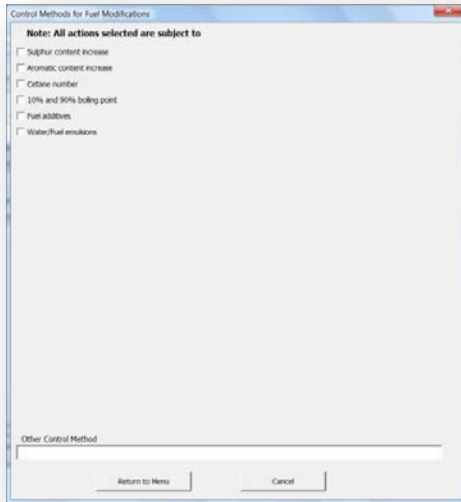 Control Methods for Fuel Modifications
Note: All actions selected are subject to
Sulphur content increase
Aromatic content increase
Cetane number
10% and 90% boiling point
Fuel additives
Water/Fuel emulsions
Other Control Method
Return to Menu
Cancel